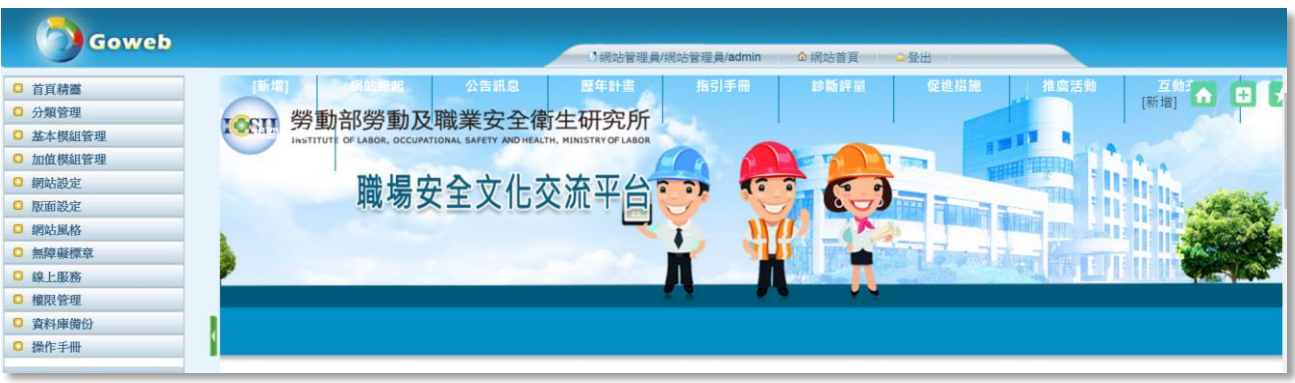 Goweb
網站管理員/網站管理員/admin
網站首頁
登出
首頁精靈
分類管理
基本模組管理
加值模組管理
網站設定
版面設定
網站風格
無障礙標章
線上服務
權限管理
資料庫備份
操作手冊
[新增]
網站緣起
公告訊息
歷年計畫
指引手冊
診斷評量
促進措施
推廣活動
互動
[新增]
IOSH
勞動部勞動及職業安全衛生研究所
INSTITUTE OF LABOR, OCCUPATIONAL SAFETY AND HEALTH, MINISTRY OF LABOR
職場安全文化交流平台